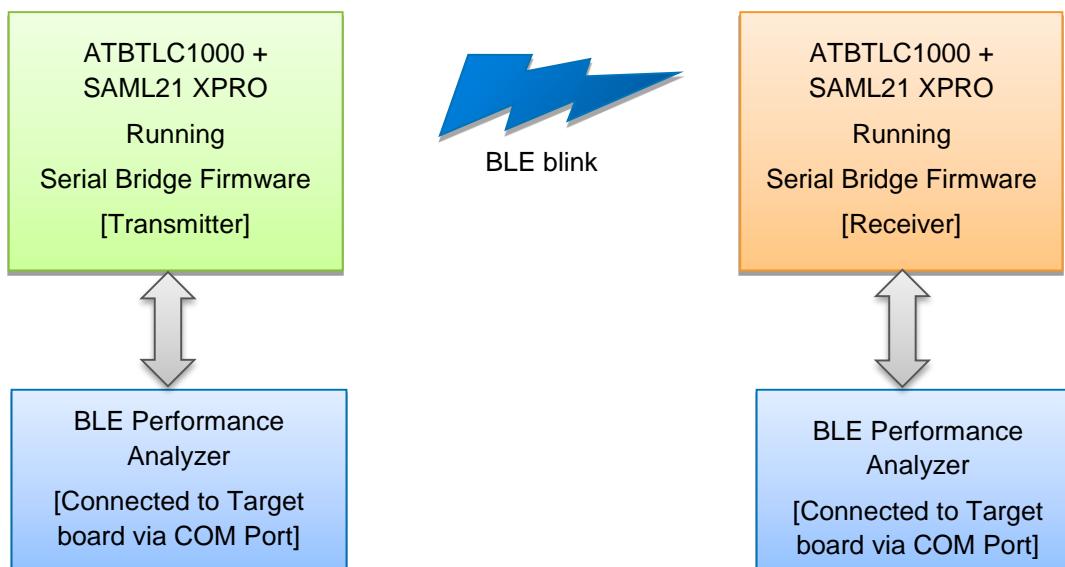 ATBTLC1000 +
SAML21 XPRO
Running
Serial Bridge Firmware
[Transmitter]
BLE blink
ATBTLC1000 +
SAML21 XPRO
Running
Serial Bridge Firmware
[Receiver]
BLE Performance
Analyzer
[Connected to Target
board via COM Port]
BLE Performance
Analyzer
[Connected to Target
board via COM Port]